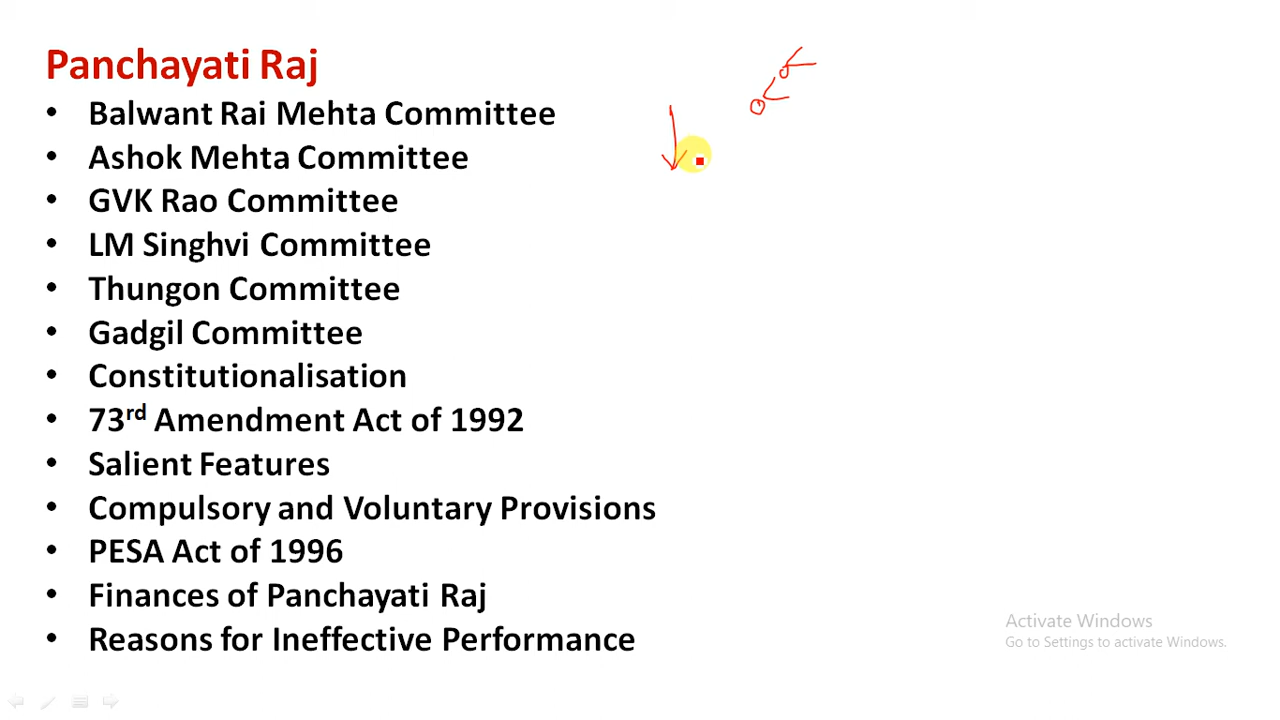 Panchayati Raj
• Balwant Rai Mehta Committee
• Ashok Mehta Committee
• GVK Rao Committee
• LM Singhvi Committee
• Thungon Committee
• Gadgil Committee
• Constitutionalisation
• 73rd Amendment Act of 1992
• Salient Features
• Compulsory and Voluntary Provisions
• PESA Act of 1996
• Finances of Panchayati Raj
• Reasons for Ineffective Performance
Activate Windows
Go to Settings to activate Windows.